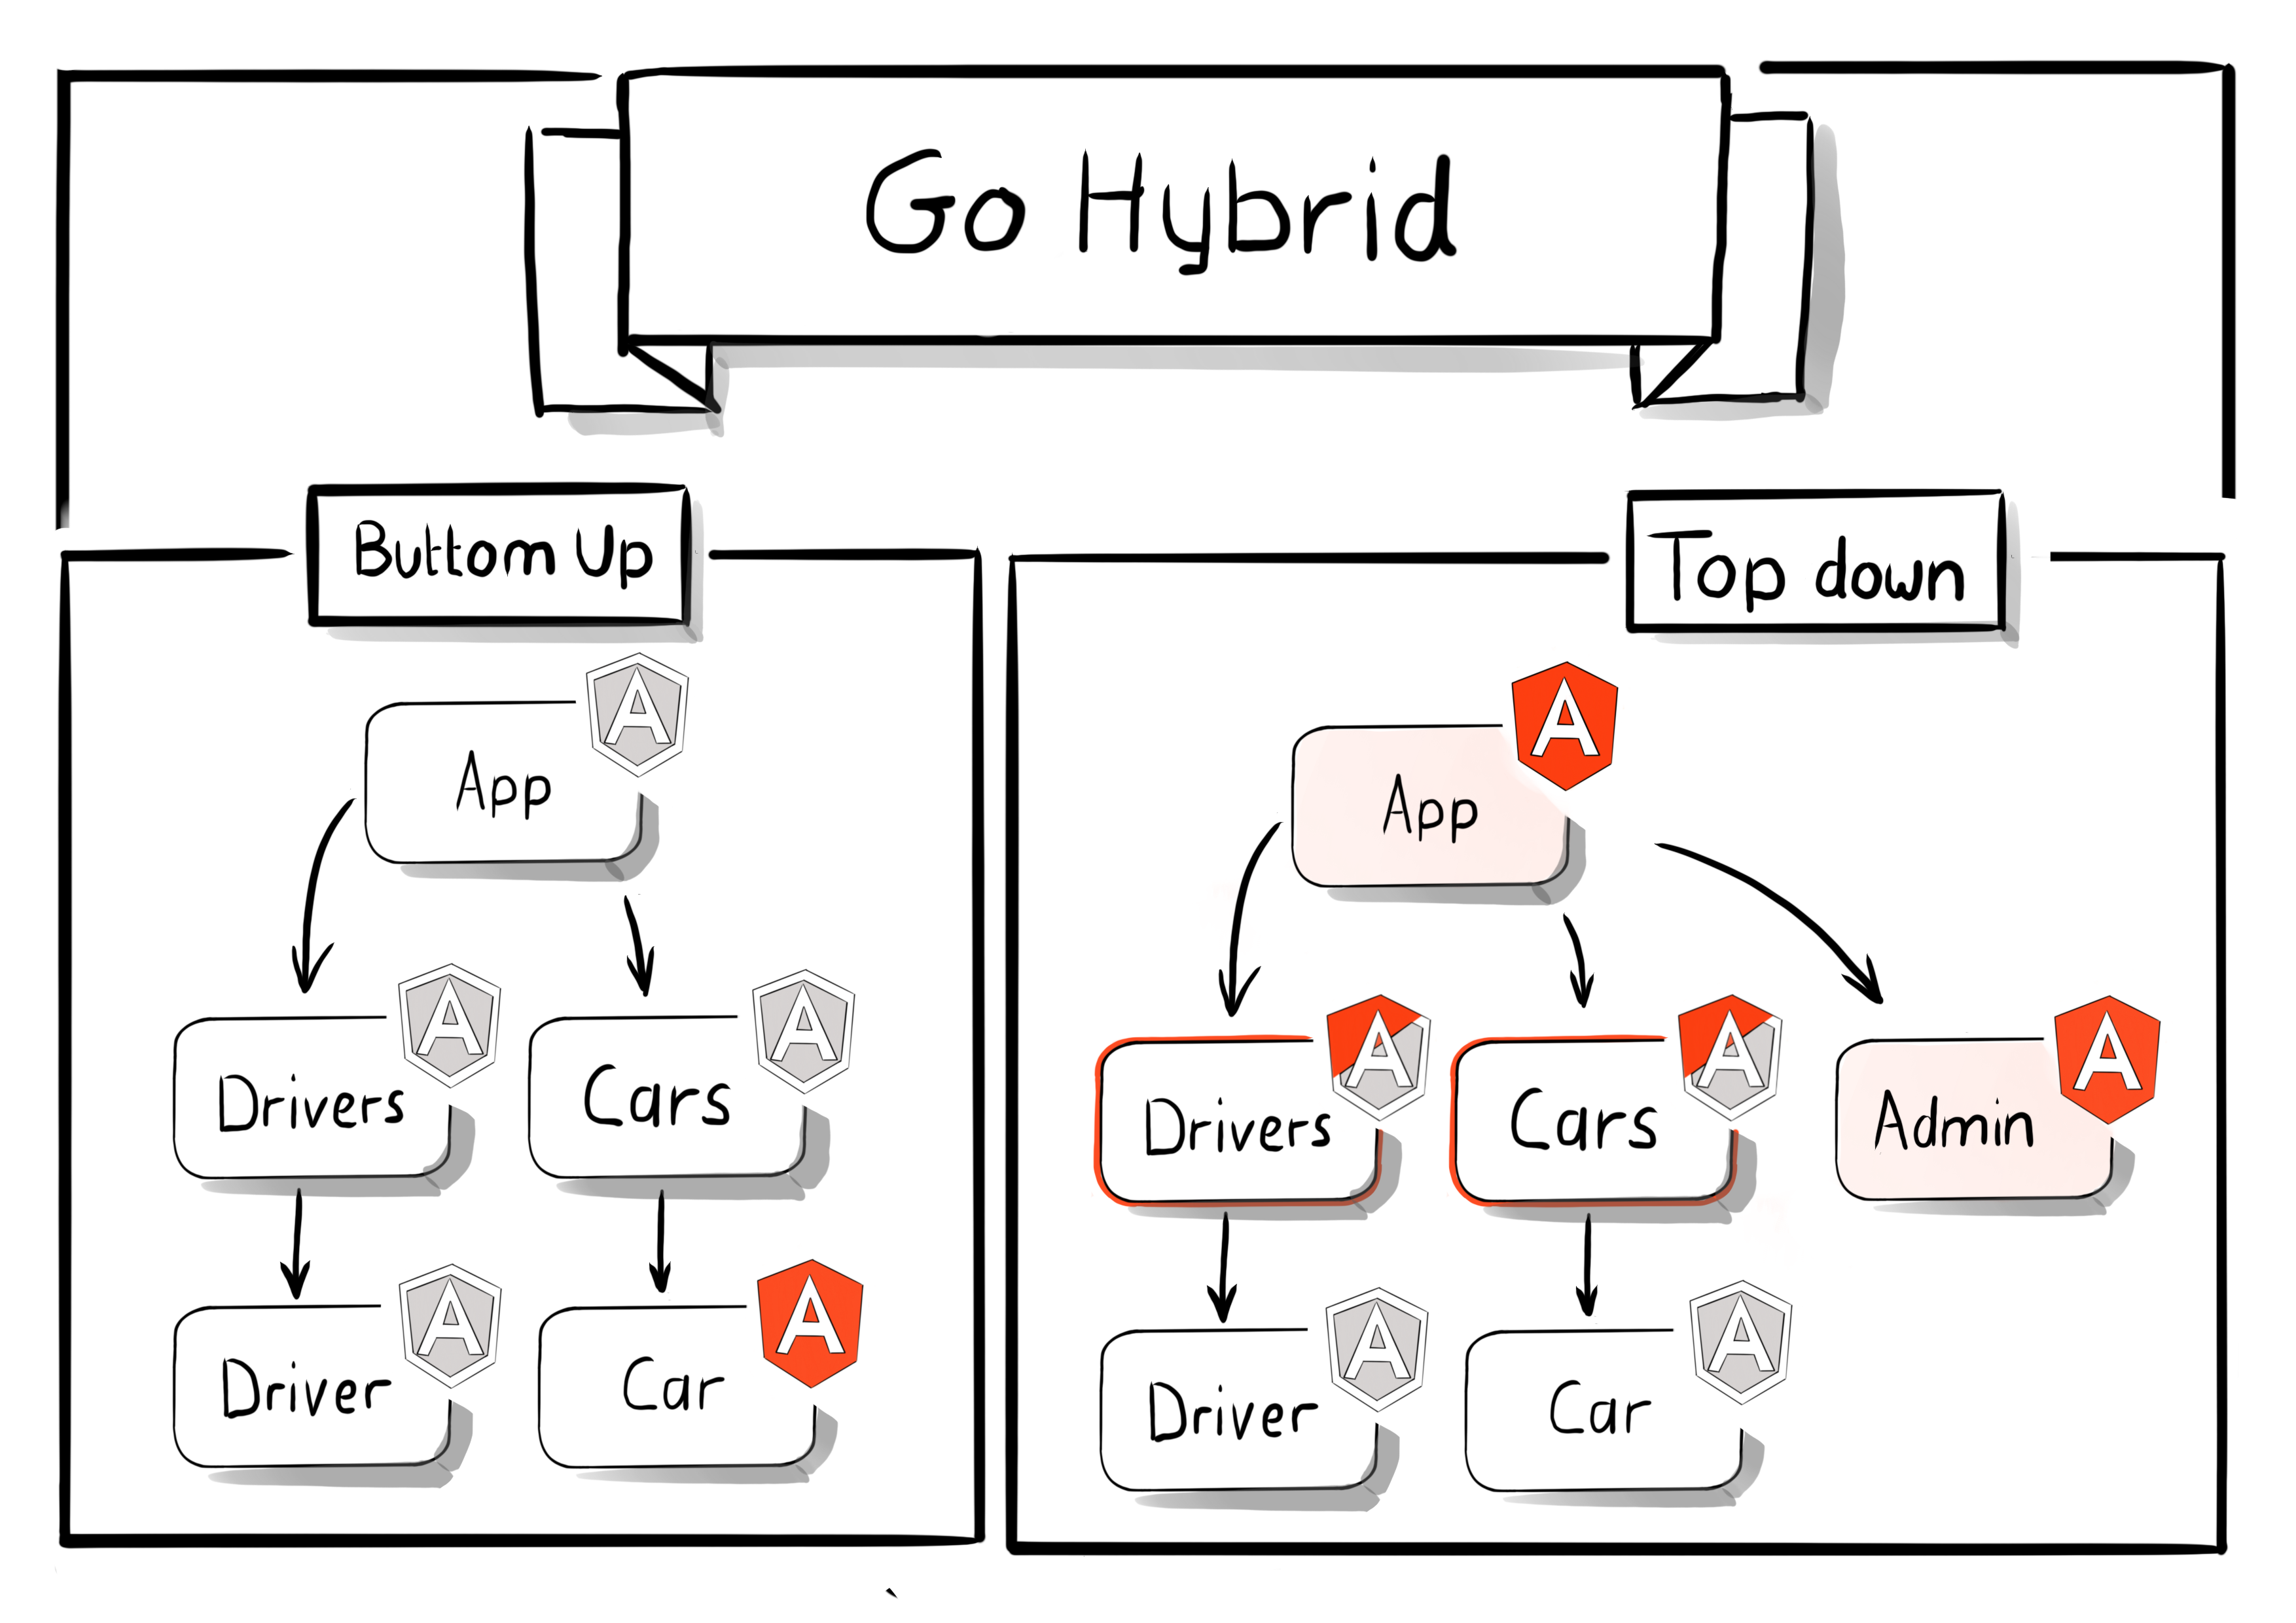 Go Hybrid
Buttom Up
App
A
Drivers
A
Cars
A
Driver
A
Car
A
Top down
App
A
Drivers
A
Cars
A
Admin
A
Driver
A
Car
A